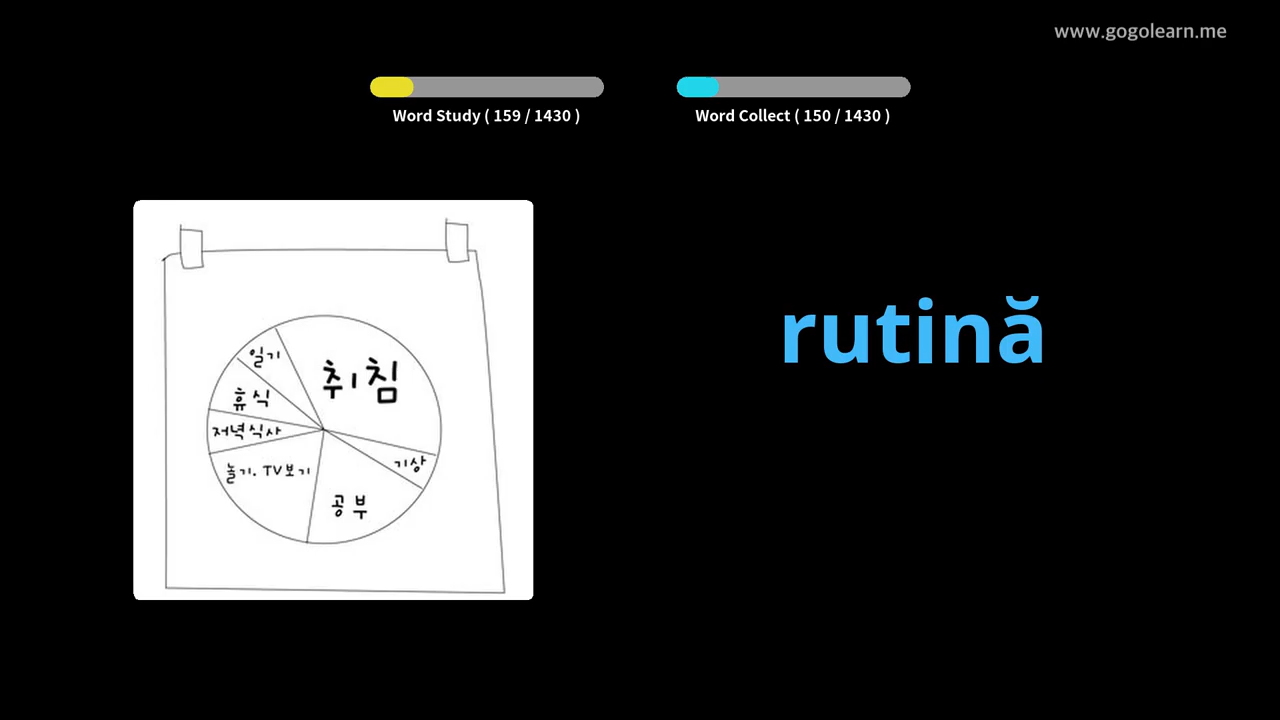 www.gogolearn.me
Word Study ( 159 / 1430 )
Word Collect ( 150 / 1430 )
일기
취침
휴식
저녁식사
기상
놀기. TV보기
공부
rutină